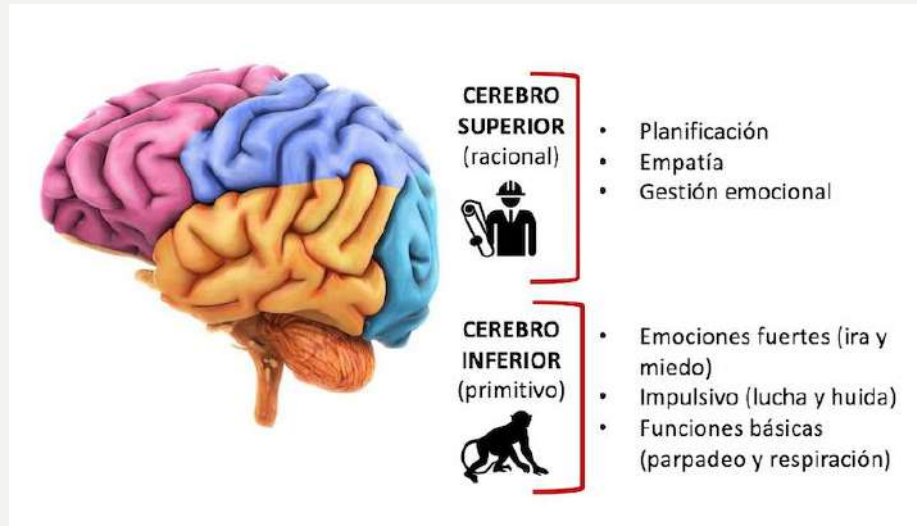 CEREBRO
SUPERIOR
(racional)
• Planificación
• Empatía
• Gestión emocional
CEREBRO
INFERIOR
(primitivo)
• Emociones fuertes (ira y
miedo)
• Impulsivo (lucha y huida)
• Funciones básicas
(parpadeo y respiración)